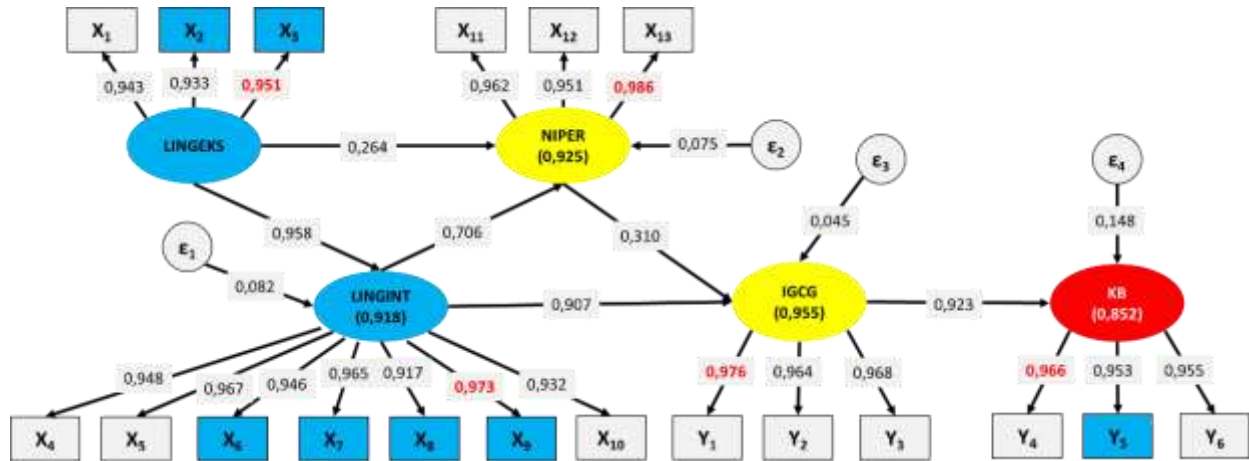 X₁ X₂ X₃ X₁₁ X₁₂ X₁₃
0,943 0,933 0,951 0,962 0,951 0,986
LINGEKS
0,264
NIPER
(0,925)
0,075
ε₂
ε₃
ε₄
0,958
0,706
0,310
0,045
0,148
ε₁
0,082
LINGINT
(0,918)
0,907
IGCG
(0,955)
0,923
KB
(0,852)
0,948 0,967 0,946 0,965 0,917 0,973 0,932 0,976 0,964 0,968 0,966 0,953 0,955
X₄ X₅ X₆ X₇ X₈ X₉ X₁₀ Y₁ Y₂ Y₃ Y₄ Y₅ Y₆